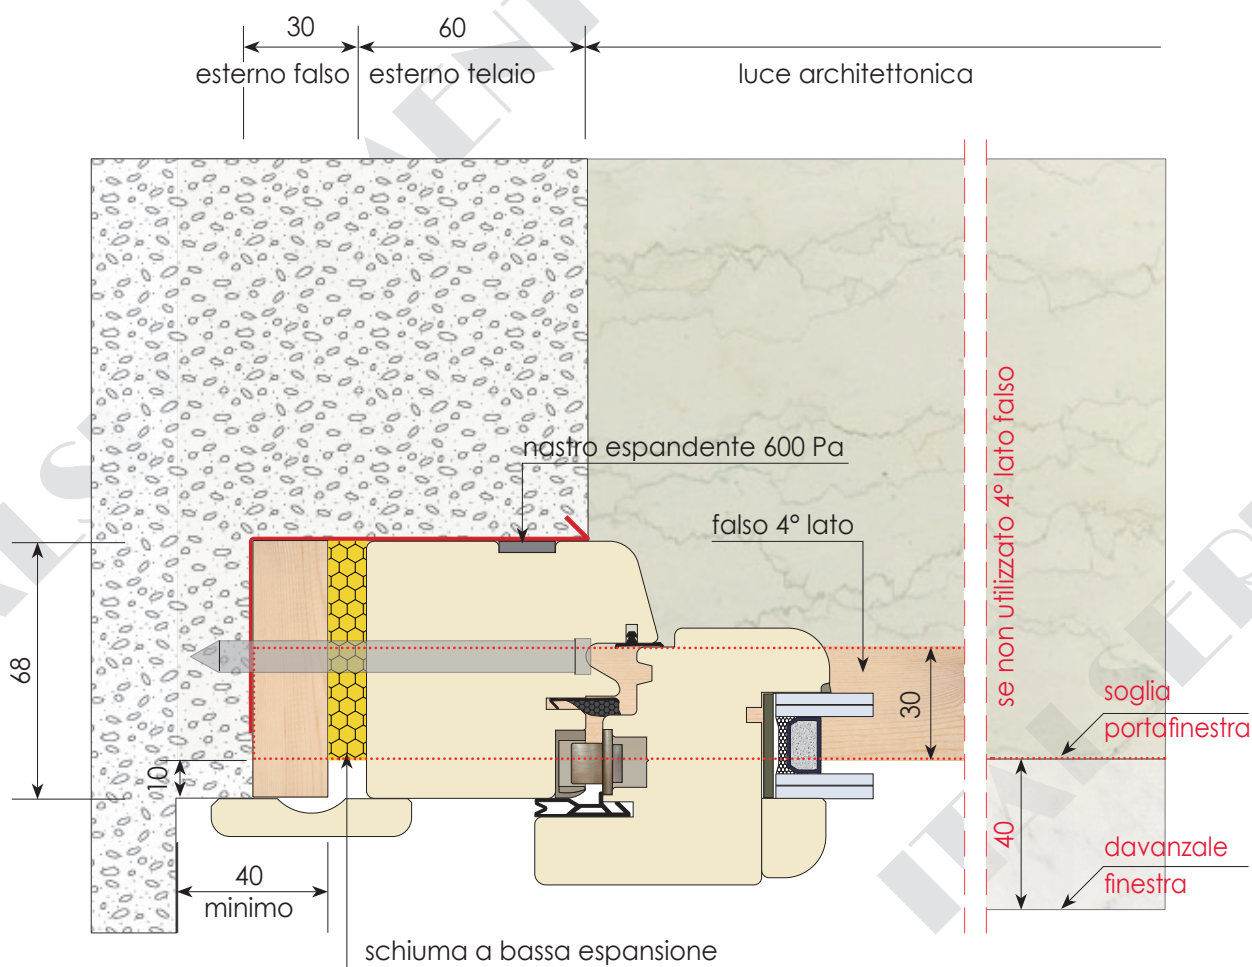 30
60
esterno falso
esterno telaio
luce architettonica
nastro espandente 600 Pa
falso 4° lato
se non utilizzato 4° lato falso
68
10
30
soglia
portafinestra
40
davanzale
finestra
40
minimo
schiuma a bassa espansione